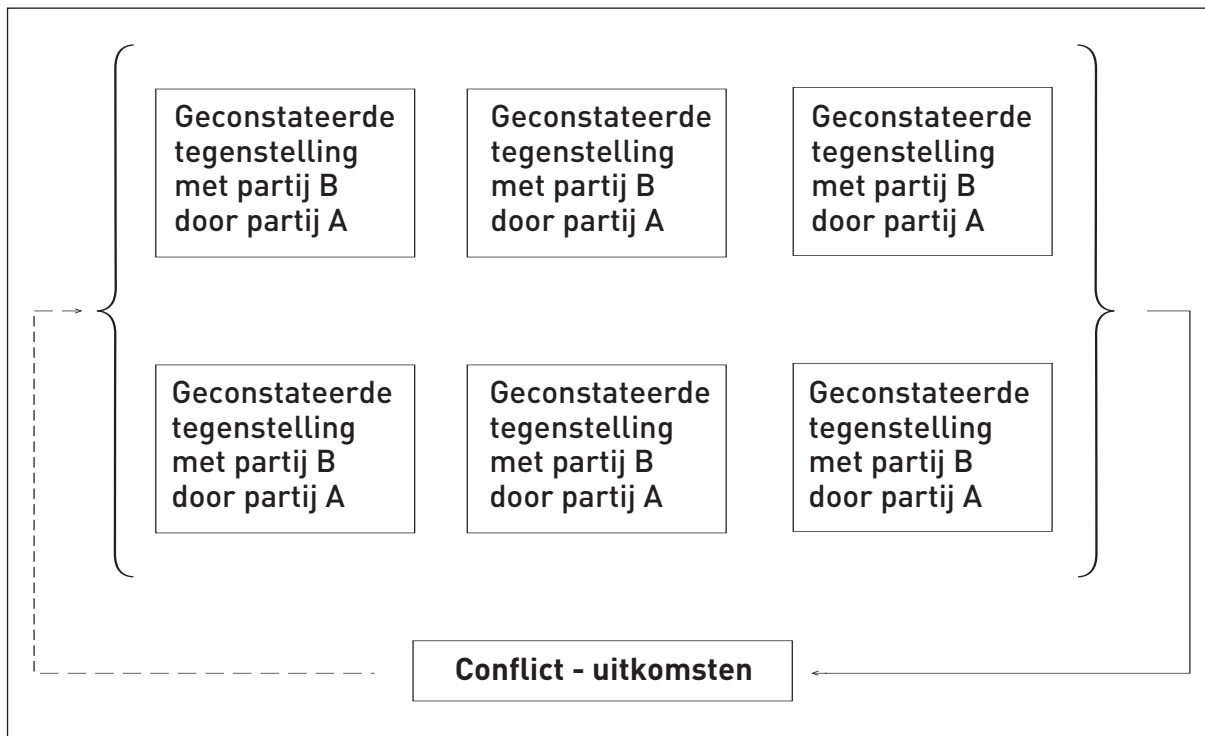 Geconstateerde
tegenstelling
met partij B
door partij A
Geconstateerde
tegenstelling
met partij B
door partij A
Geconstateerde
tegenstelling
met partij B
door partij A
Geconstateerde
tegenstelling
met partij B
door partij A
Geconstateerde
tegenstelling
met partij B
door partij A
Geconstateerde
tegenstelling
met partij B
door partij A
Conflict - uitkomsten